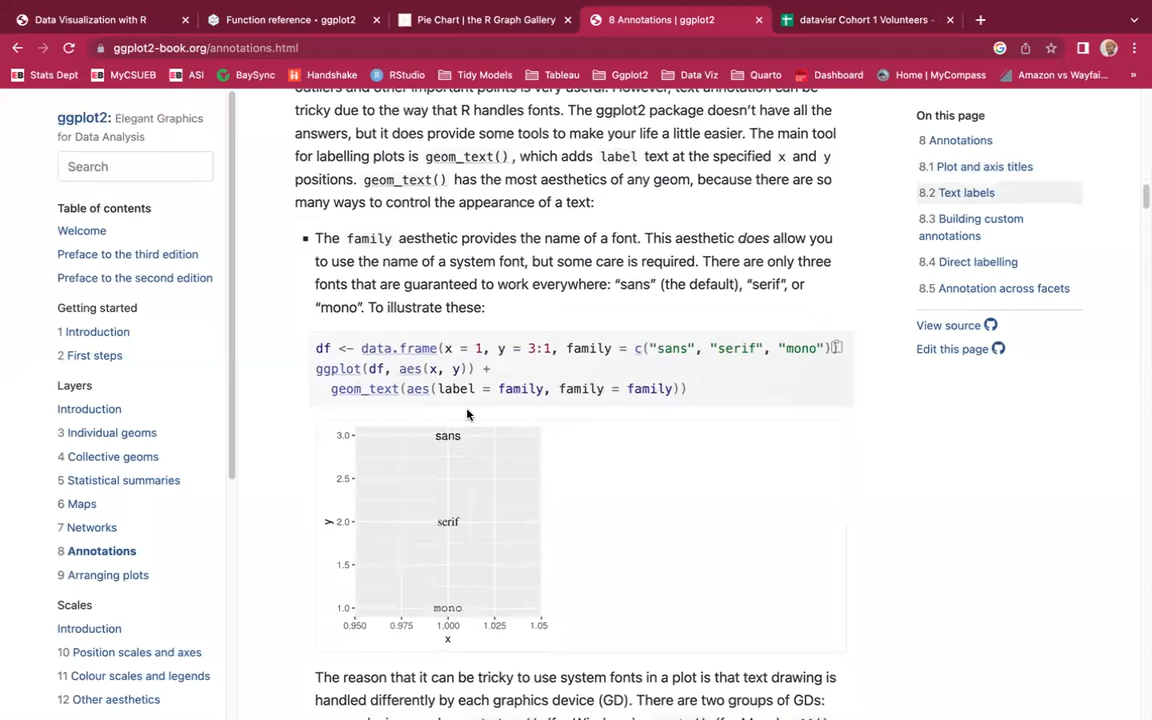 Data Visualization with R
Function reference • ggplot2
Pie Chart | the R Graph Gallery
8 Annotations | ggplot2
datavisr Cohort 1 Volunteers -
ggplot2-book.org/annotations.html
Stats Dept
MyCSUEB
ASI
BaySync
Handshake
RStudio
Tidy Models
Tableau
Ggplot2
Data Viz
Quarto
Dashboard
Home | MyCompass
Amazon vs Wayfai...
ggplot2: Elegant Graphics
for Data Analysis
Search
Table of contents
Welcome
Preface to the third edition
Preface to the second edition
Getting started
1 Introduction
2 First steps
Layers
Introduction
3 Individual geoms
4 Collective geoms
5 Statistical summaries
6 Maps
7 Networks
8 Annotations
9 Arranging plots
Scales
Introduction
10 Position scales and axes
11 Colour scales and legends
12 Other aesthetics
outliers and other important points is very useful. However, text annotation can be
tricky due to the way that R handles fonts. The ggplot2 package doesn't have all the
answers, but it does provide some tools to make your life a little easier. The main tool
for labelling plots is geom_text(), which adds label text at the specified x and y
positions. geom_text() has the most aesthetics of any geom, because there are so
many ways to control the appearance of a text:
The family aesthetic provides the name of a font. This aesthetic does allow you
to use the name of a system font, but some care is required. There are only three
fonts that are guaranteed to work everywhere: “sans” (the default), “serif”, or
“mono”. To illustrate these:
df <- data.frame(x = 1, y = 3:1, family = c("sans", "serif", "mono"))
ggplot(df, aes(x, y)) +
geom_text(aes(label = family, family = family))
3.0
sans
2.5
y
2.0
serif
1.5
1.0
mono
0.950 0.975 1.000 1.025 1.05
x
The reason that it can be tricky to use system fonts in a plot is that text drawing is
handled differently by each graphics device (GD). There are two groups of GDs:
On this page
8 Annotations
8.1 Plot and axis titles
8.2 Text labels
8.3 Building custom
annotations
8.4 Direct labelling
8.5 Annotation across facets
View source
Edit this page